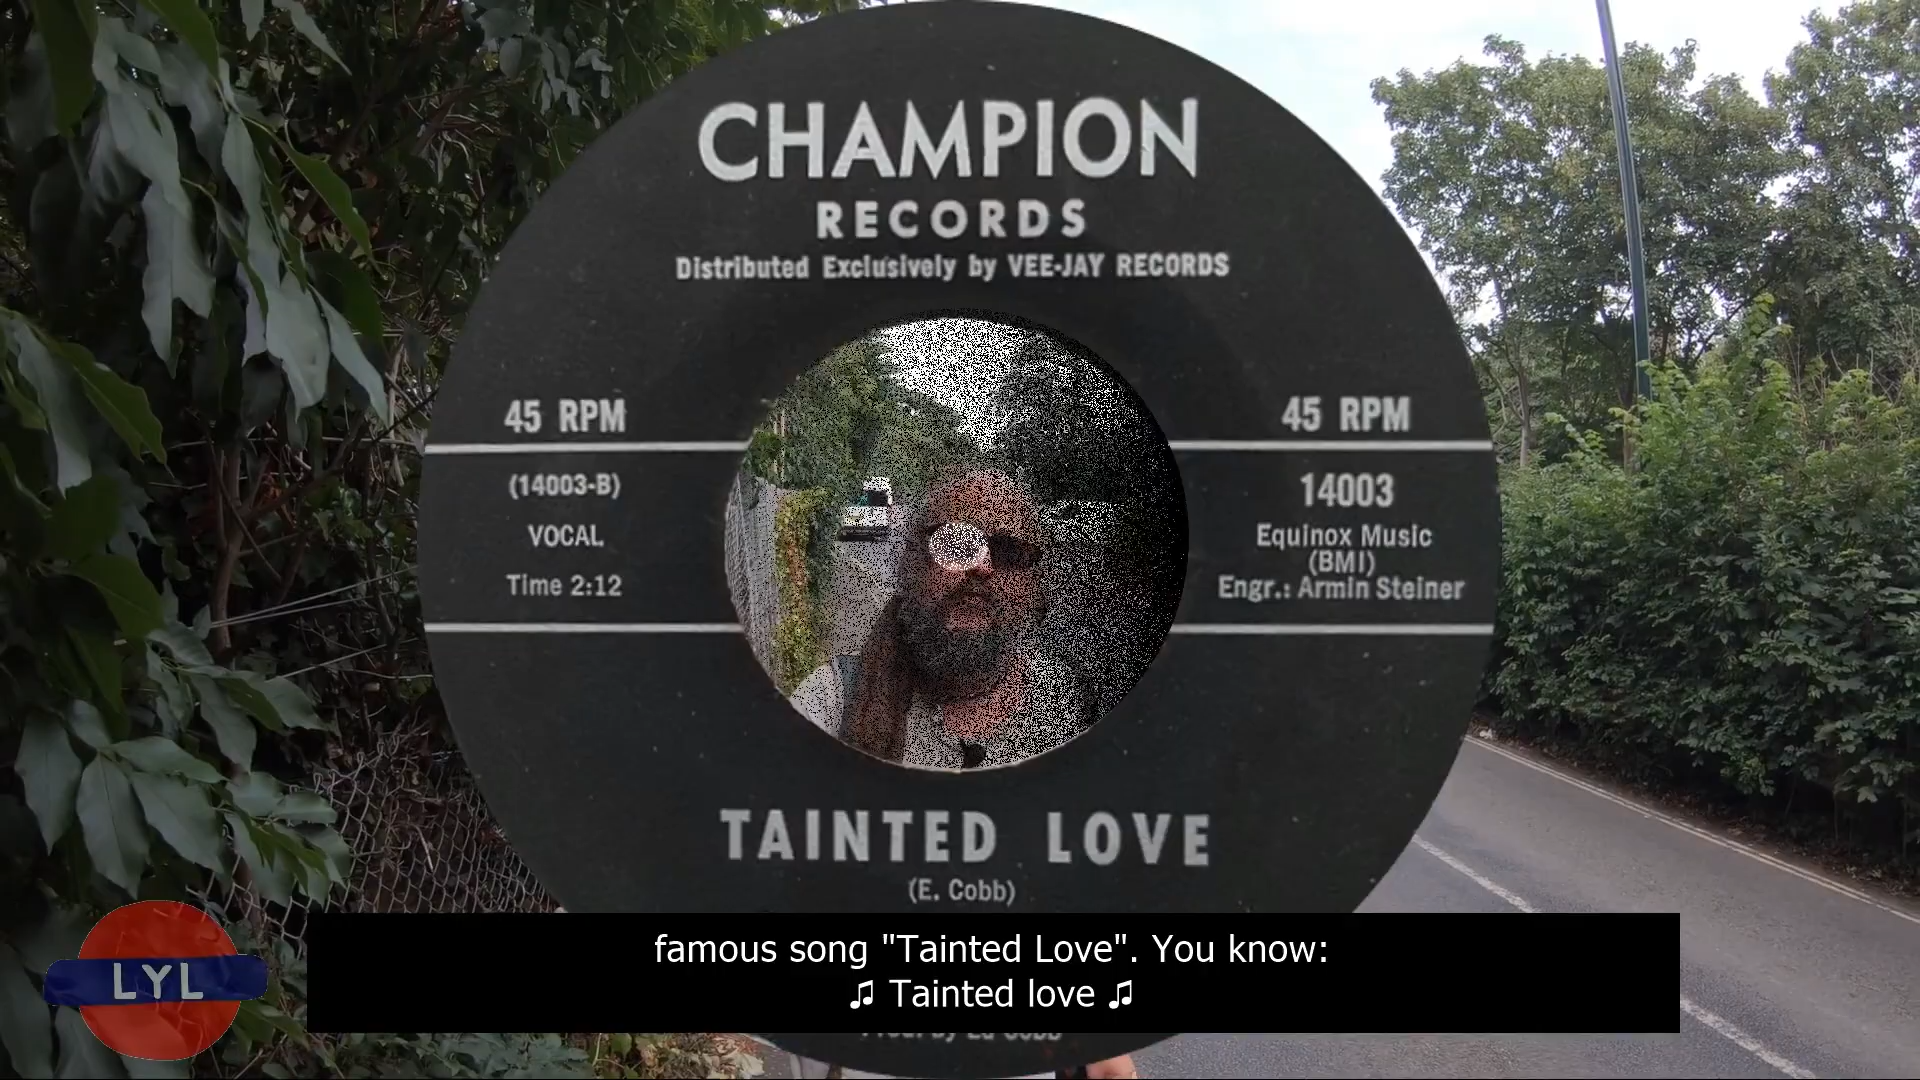 CHAMPION
RECORDS
Distributed Exclusively by VEE-JAY RECORDS
45 RPM
45 RPM
(14003-B)
VOCAL
Time 2:12
14003
Equinox Music
(BMI)
Engr.: Armin Steiner
TAINTED LOVE
(E. Cobb)
famous song "Tainted Love". You know:
♫ Tainted love ♫
LYL